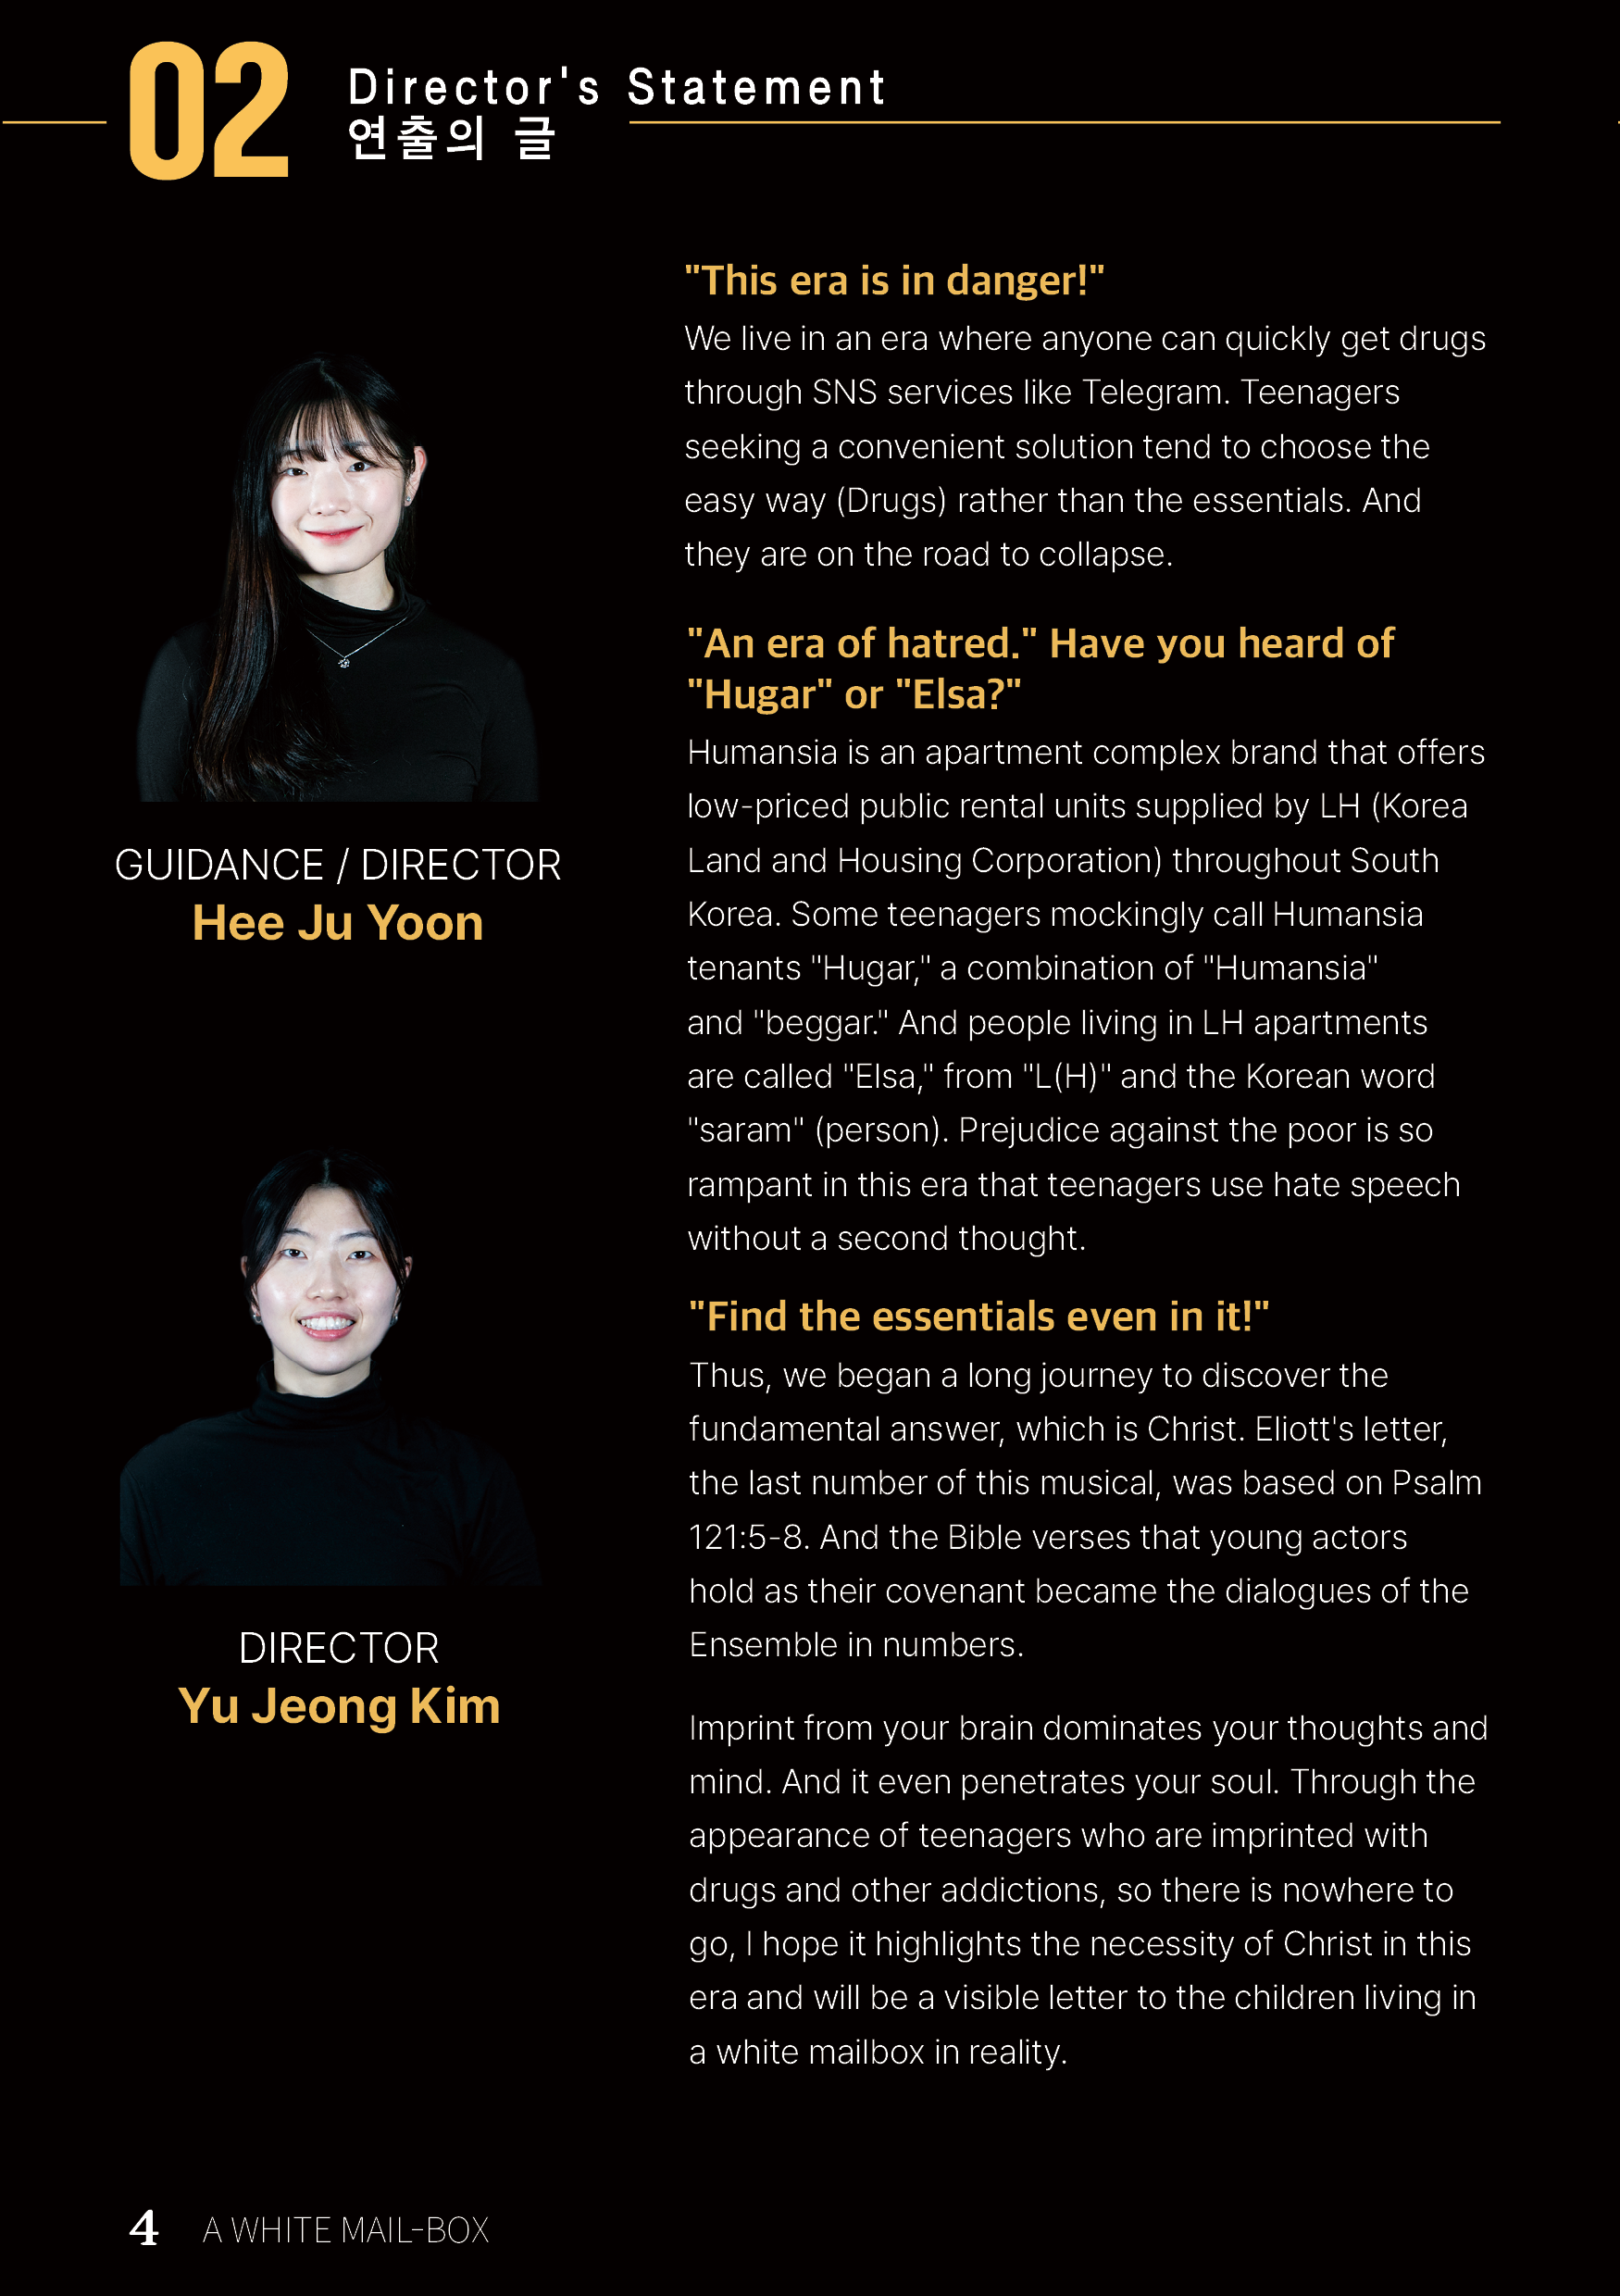 02
Director's Statement
연출의 글
GUIDANCE / DIRECTOR
Hee Ju Yoon
DIRECTOR
Yu Jeong Kim
"This era is in danger!"
We live in an era where anyone can quickly get drugs
through SNS services like Telegram. Teenagers
seeking a convenient solution tend to choose the
easy way (Drugs) rather than the essentials. And
they are on the road to collapse.
"An era of hatred." Have you heard of
"Hugar" or "Elsa?"
Humansia is an apartment complex brand that offers
low-priced public rental units supplied by LH (Korea
Land and Housing Corporation) throughout South
Korea. Some teenagers mockingly call Humansia
tenants "Hugar," a combination of "Humansia"
and "beggar." And people living in LH apartments
are called "Elsa," from "L(H)" and the Korean word
"saram" (person). Prejudice against the poor is so
rampant in this era that teenagers use hate speech
without a second thought.
"Find the essentials even in it!"
Thus, we began a long journey to discover the
fundamental answer, which is Christ. Eliott's letter,
the last number of this musical, was based on Psalm
121:5-8. And the Bible verses that young actors
hold as their covenant became the dialogues of the
Ensemble in numbers.
Imprint from your brain dominates your thoughts and
mind. And it even penetrates your soul. Through the
appearance of teenagers who are imprinted with
drugs and other addictions, so there is nowhere to
go, I hope it highlights the necessity of Christ in this
era and will be a visible letter to the children living in
a white mailbox in reality.
4 A WHITE MAIL-BOX